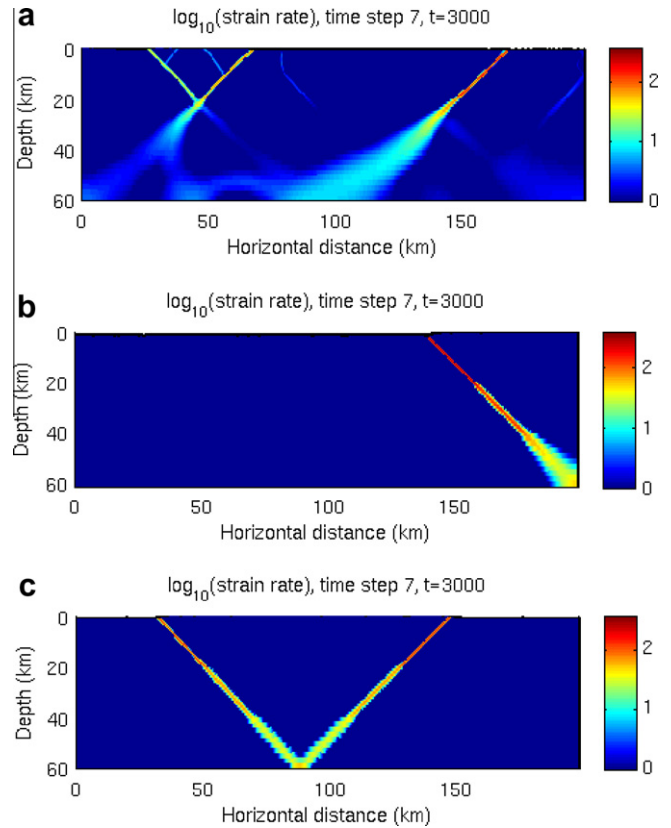 a
log10(strain rate), time step 7, t=3000
0
20
40
60
Depth (km)
0 50 100 150
Horizontal distance (km)
2
1
0
b
log10(strain rate), time step 7, t=3000
0
20
40
60
Depth (km)
0 50 100 150
Horizontal distance (km)
2
1
0
c
log10(strain rate), time step 7, t=3000
0
20
40
60
Depth (km)
0 50 100 150
Horizontal distance (km)
2
1
0